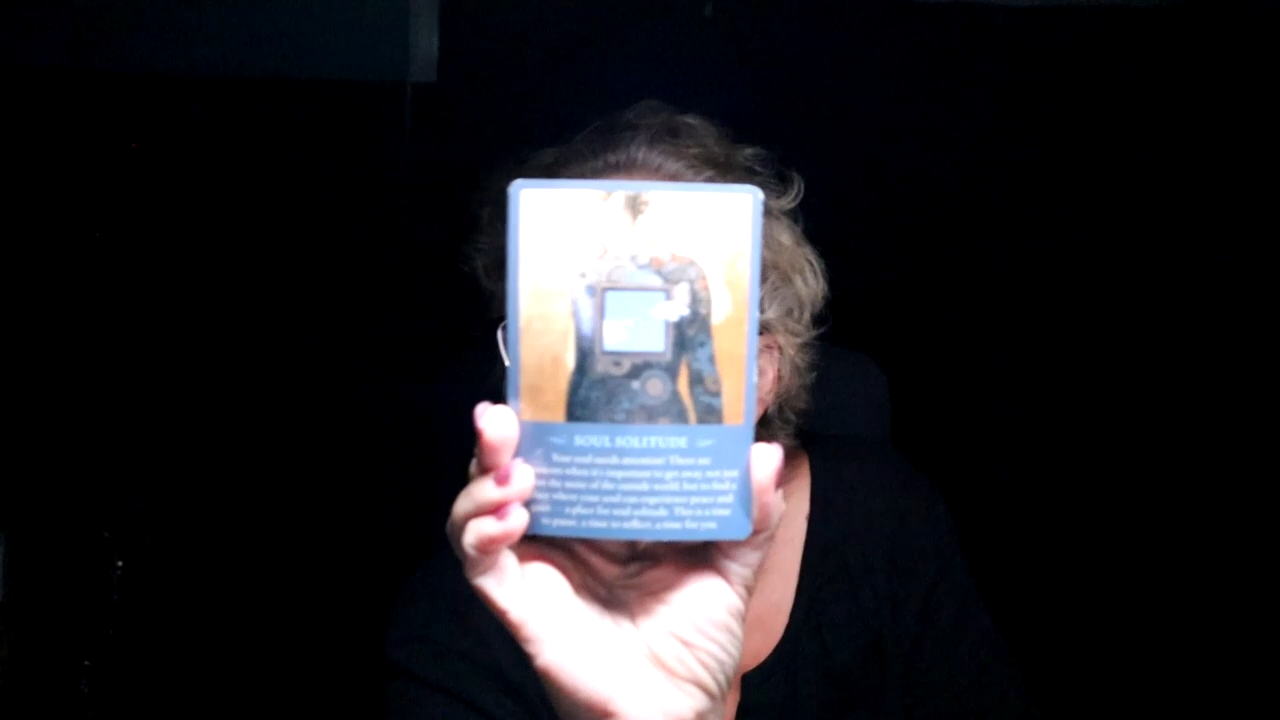 SOUL SOLITUDE
Your soul needs attention! There are
when it's important to get away, not just
the noise of the outside world, but to find a
where your soul can experience peace and
a place for soul solitude. This is a time
to pause, a time to reflect, a time for you.